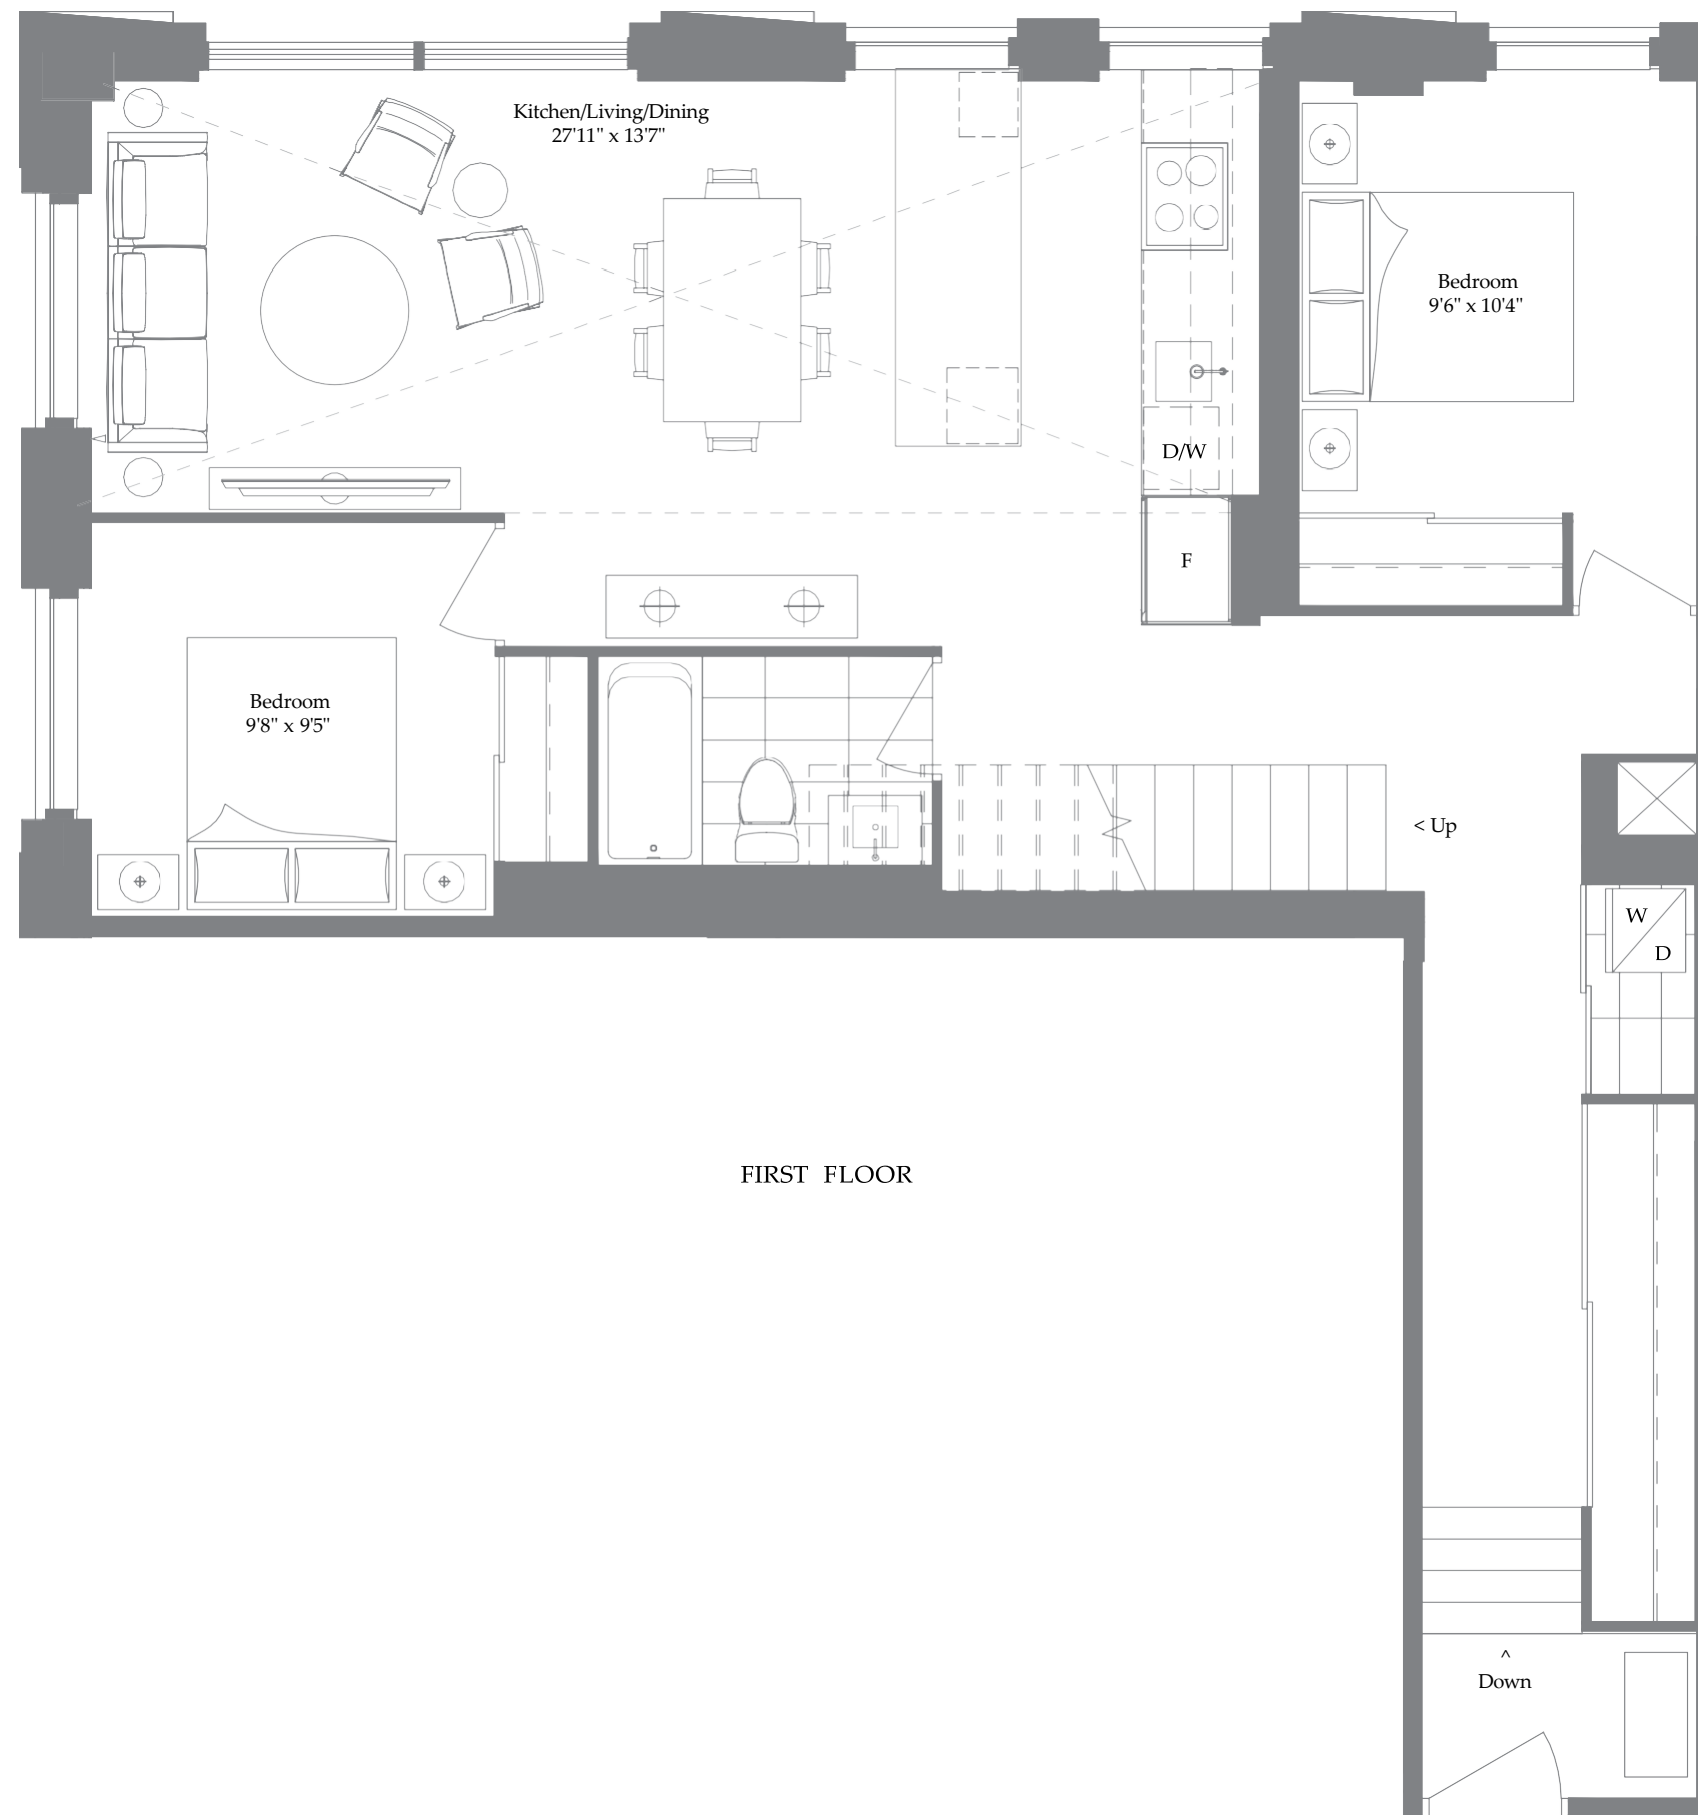 Kitchen/Living/Dining
27'11" x 13'7"
Bedroom
9'6" x 10'4"
D/W
F
Bedroom
9'8" x 9'5"
< Up
W
D
FIRST FLOOR
^
Down